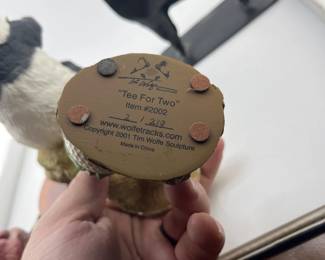 "Tee For Two"
Item #2002
www.wolfetracks.com
Copyright 2001 Tim Wolfe Sculpture
Made in China